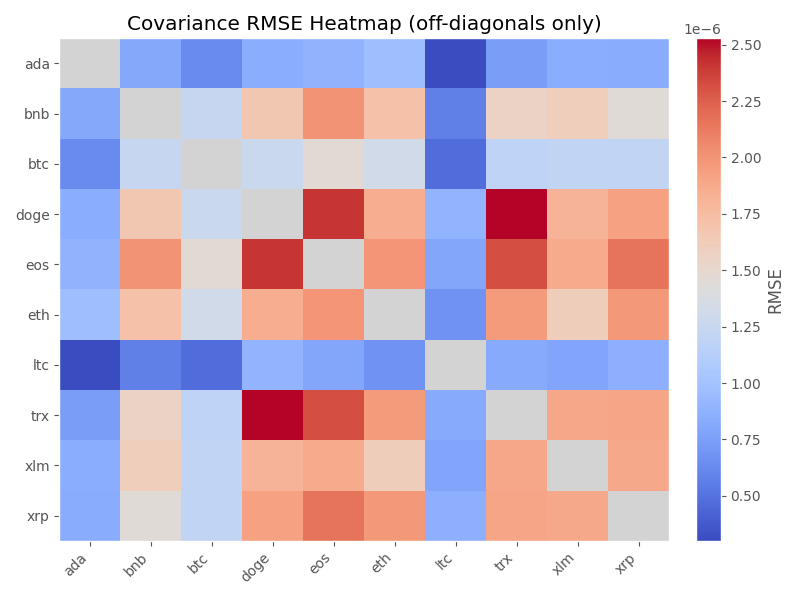 Covariance RMSE Heatmap (off-diagonals only)
1e−6
ada
bnb
btc
doge
eos
eth
ltc
trx
xlm
xrp
ada
bnb
btc
doge
eos
eth
ltc
trx
xlm
xrp
2.50
2.25
2.00
1.75
1.50
1.25
1.00
0.75
0.50
RMSE